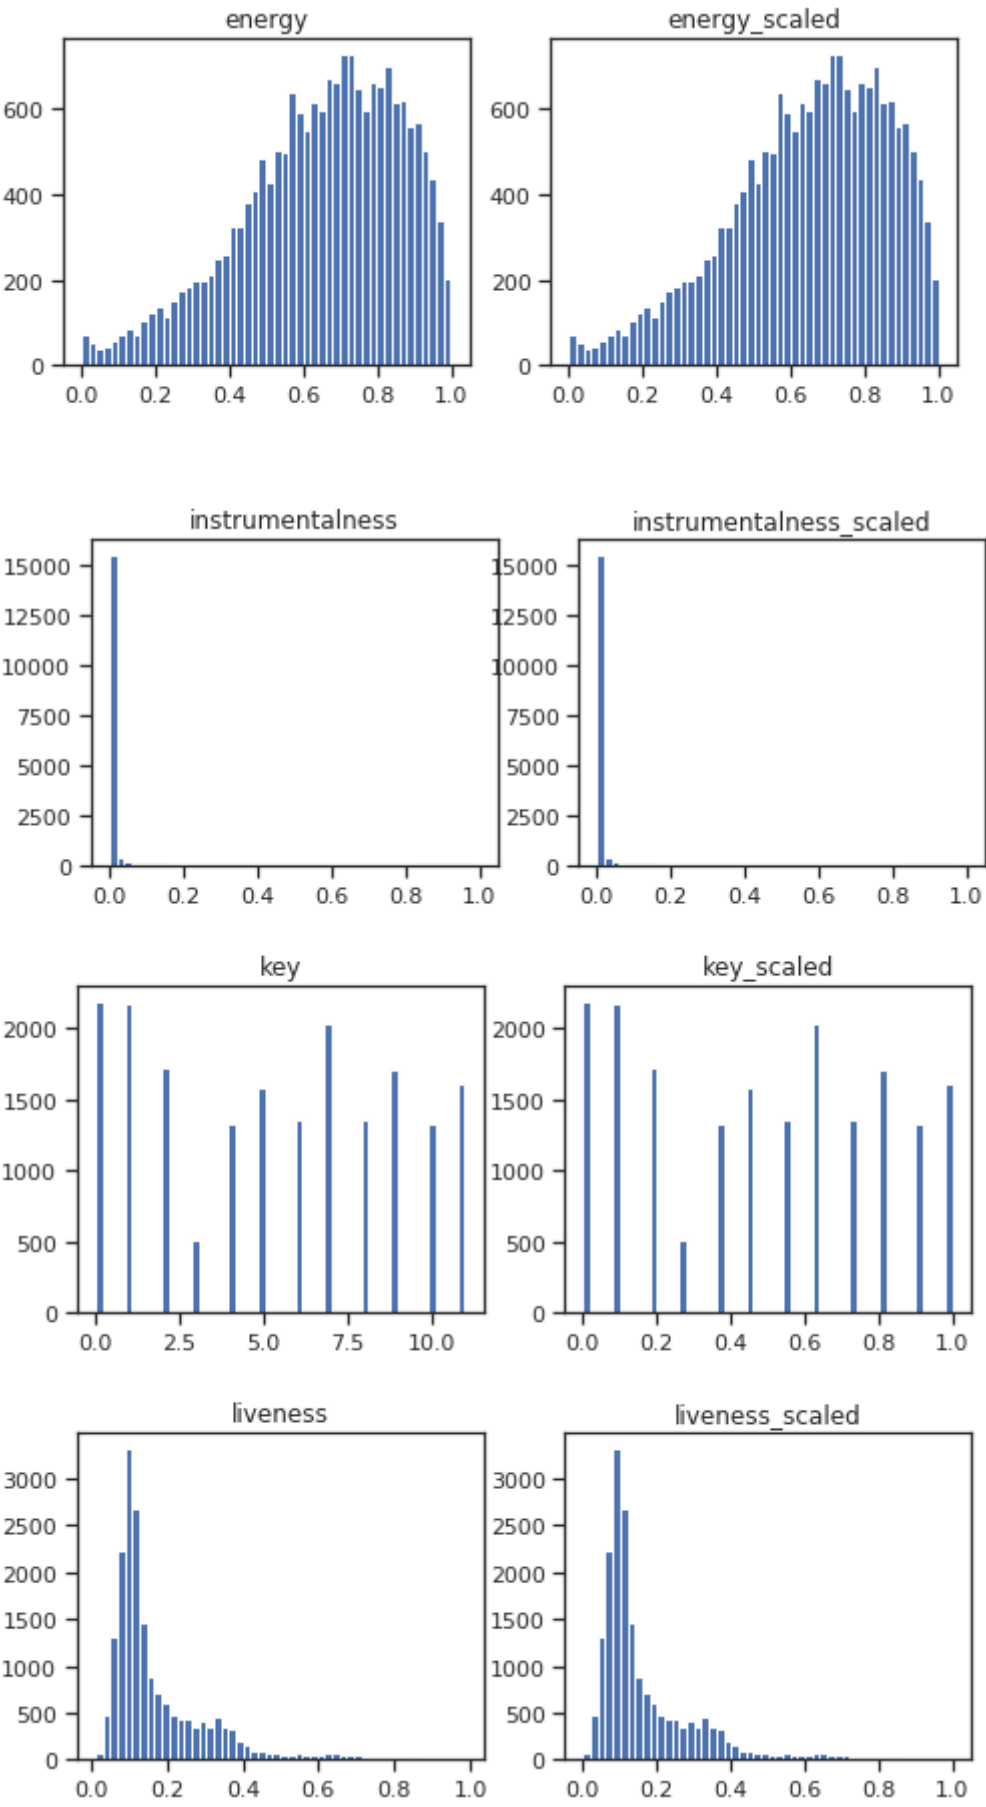 energy energy_scaled
600 600
400 400
200 200
0 0
0.0 0.2 0.4 0.6 0.8 1.0 0.0 0.2 0.4 0.6 0.8 1.0
instrumentalness instrumentalness_scaled
15000 15000
12500 12500
10000 10000
7500 7500
5000 5000
2500 2500
0 0
0.0 0.2 0.4 0.6 0.8 1.0 0.0 0.2 0.4 0.6 0.8 1.0
key key_scaled
2000 2000
1500 1500
1000 1000
500 500
0 0
0.0 2.5 5.0 7.5 10.0 0.0 0.2 0.4 0.6 0.8 1.0
liveness liveness_scaled
3000 3000
2500 2500
2000 2000
1500 1500
1000 1000
500 500
0 0
0.0 0.2 0.4 0.6 0.8 1.0 0.0 0.2 0.4 0.6 0.8 1.0